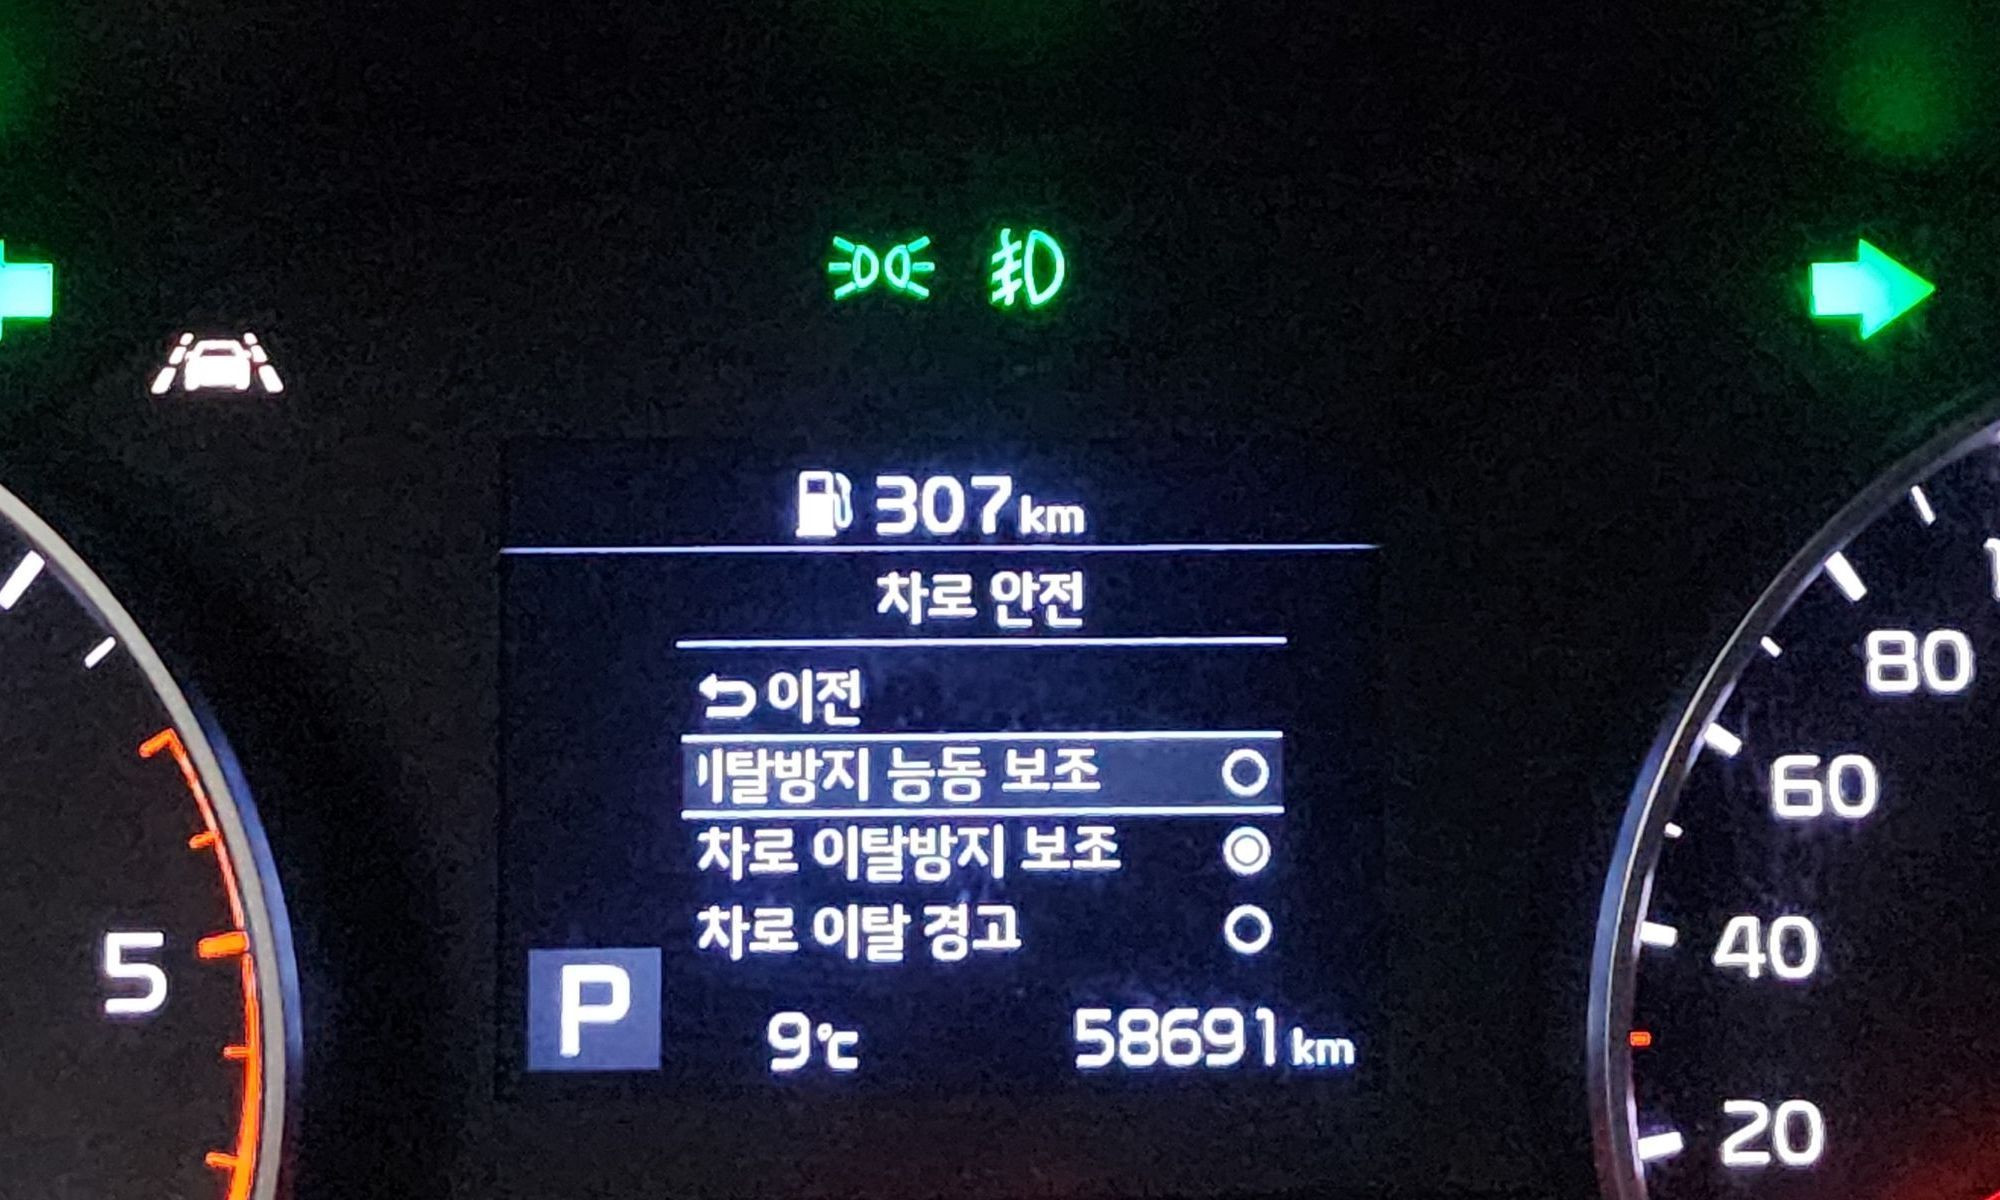 307km
차로 안전
이전
이탈방지 능동 보조
차로 이탈방지 보조
차로 이탈 경고
P
9℃
58691km
5
80
60
40
20